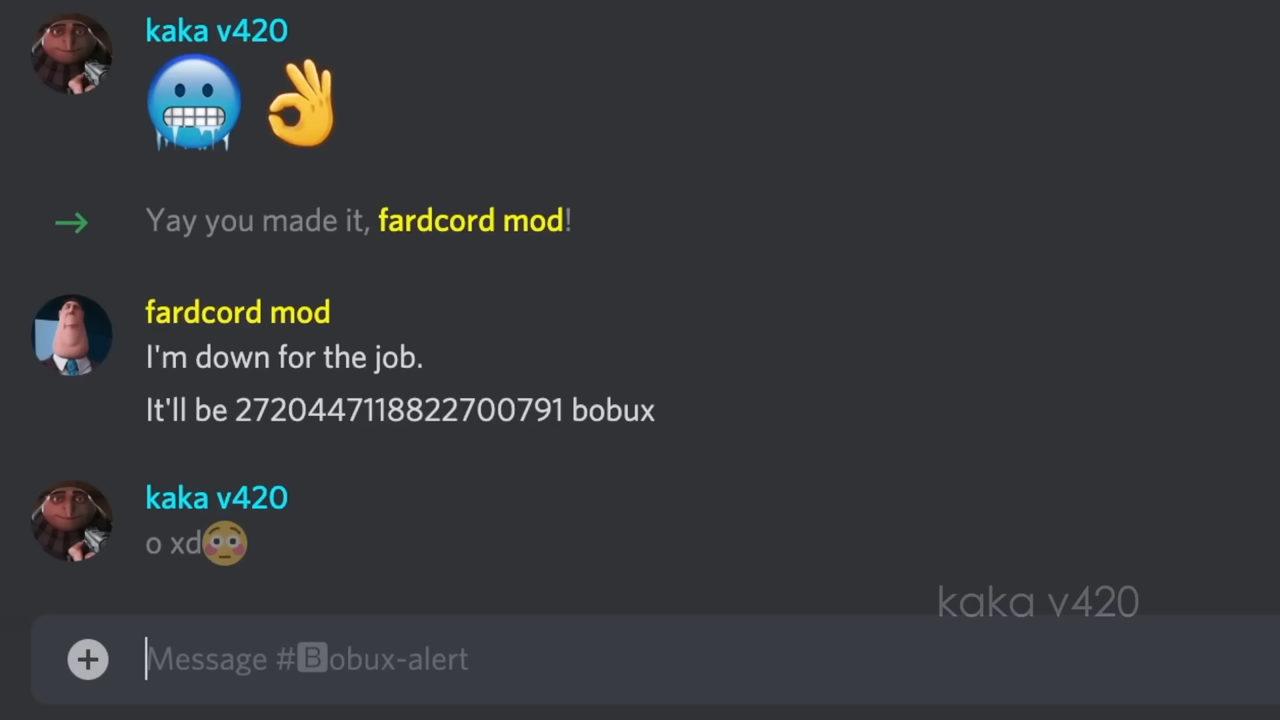 kaka v420
🥶 👌
Yay you made it, fardcord mod!
fardcord mod
I'm down for the job.
It'll be 2720447118822700791 bobux
kaka v420
o xd😳
kaka v420
Message #🅱obux-alert